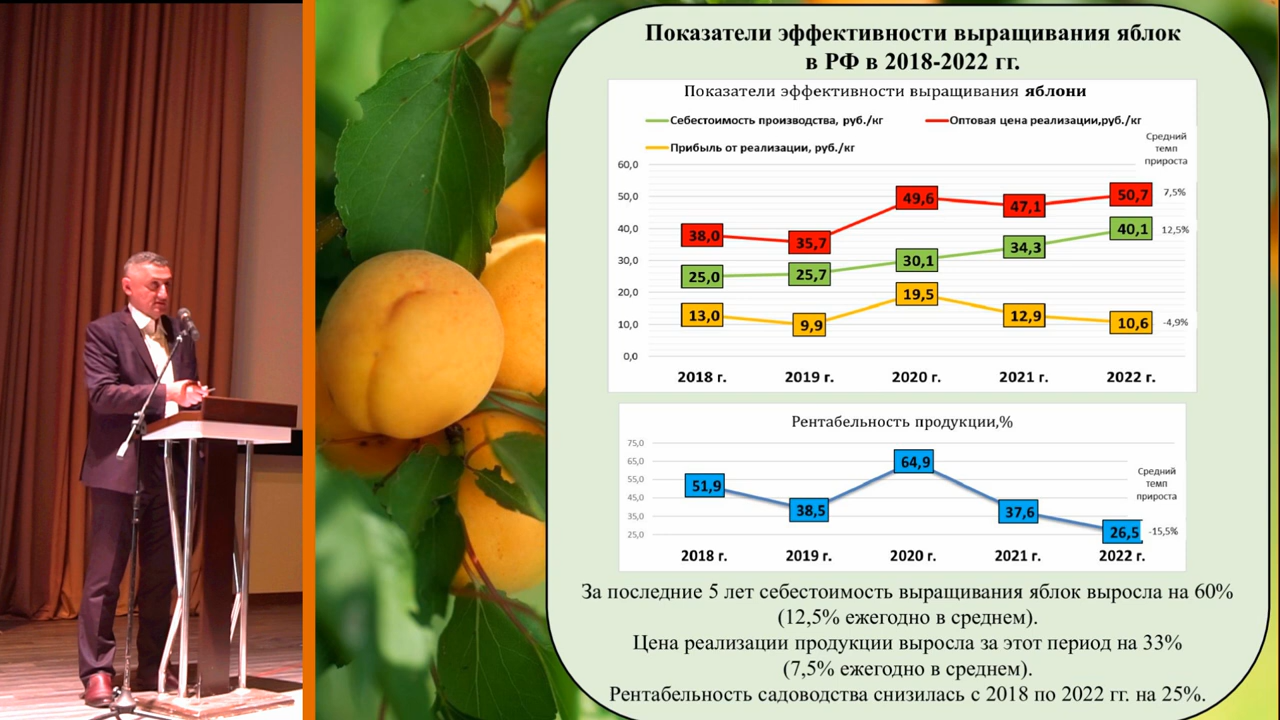 Показатели эффективности выращивания яблок
в РФ в 2018-2022 гг.
Показатели эффективности выращивания яблони
Себестоимость производства, руб./кг
Оптовая цена реализации,руб./кг
Прибыль от реализации, руб./кг
Средний
темп
прироста
60,0
50,0
40,0
30,0
20,0
10,0
0,0
38,0
35,7
49,6
47,1
50,7
7,5%
25,0
25,7
30,1
34,3
40,1
12,5%
13,0
9,9
19,5
12,9
10,6
-4,9%
2018 г.
2019 г.
2020 г.
2021 г.
2022 г.
Рентабельность продукции,%
75,0
65,0
55,0
45,0
35,0
25,0
51,9
38,5
64,9
37,6
26,5
Средний
темп
прироста
-15,5%
2018 г.
2019 г.
2020 г.
2021 г.
2022 г.
За последние 5 лет себестоимость выращивания яблок выросла на 60%
(12,5% ежегодно в среднем).
Цена реализации продукции выросла за этот период на 33%
(7,5% ежегодно в среднем).
Рентабельность садоводства снизилась с 2018 по 2022 гг. на 25%.